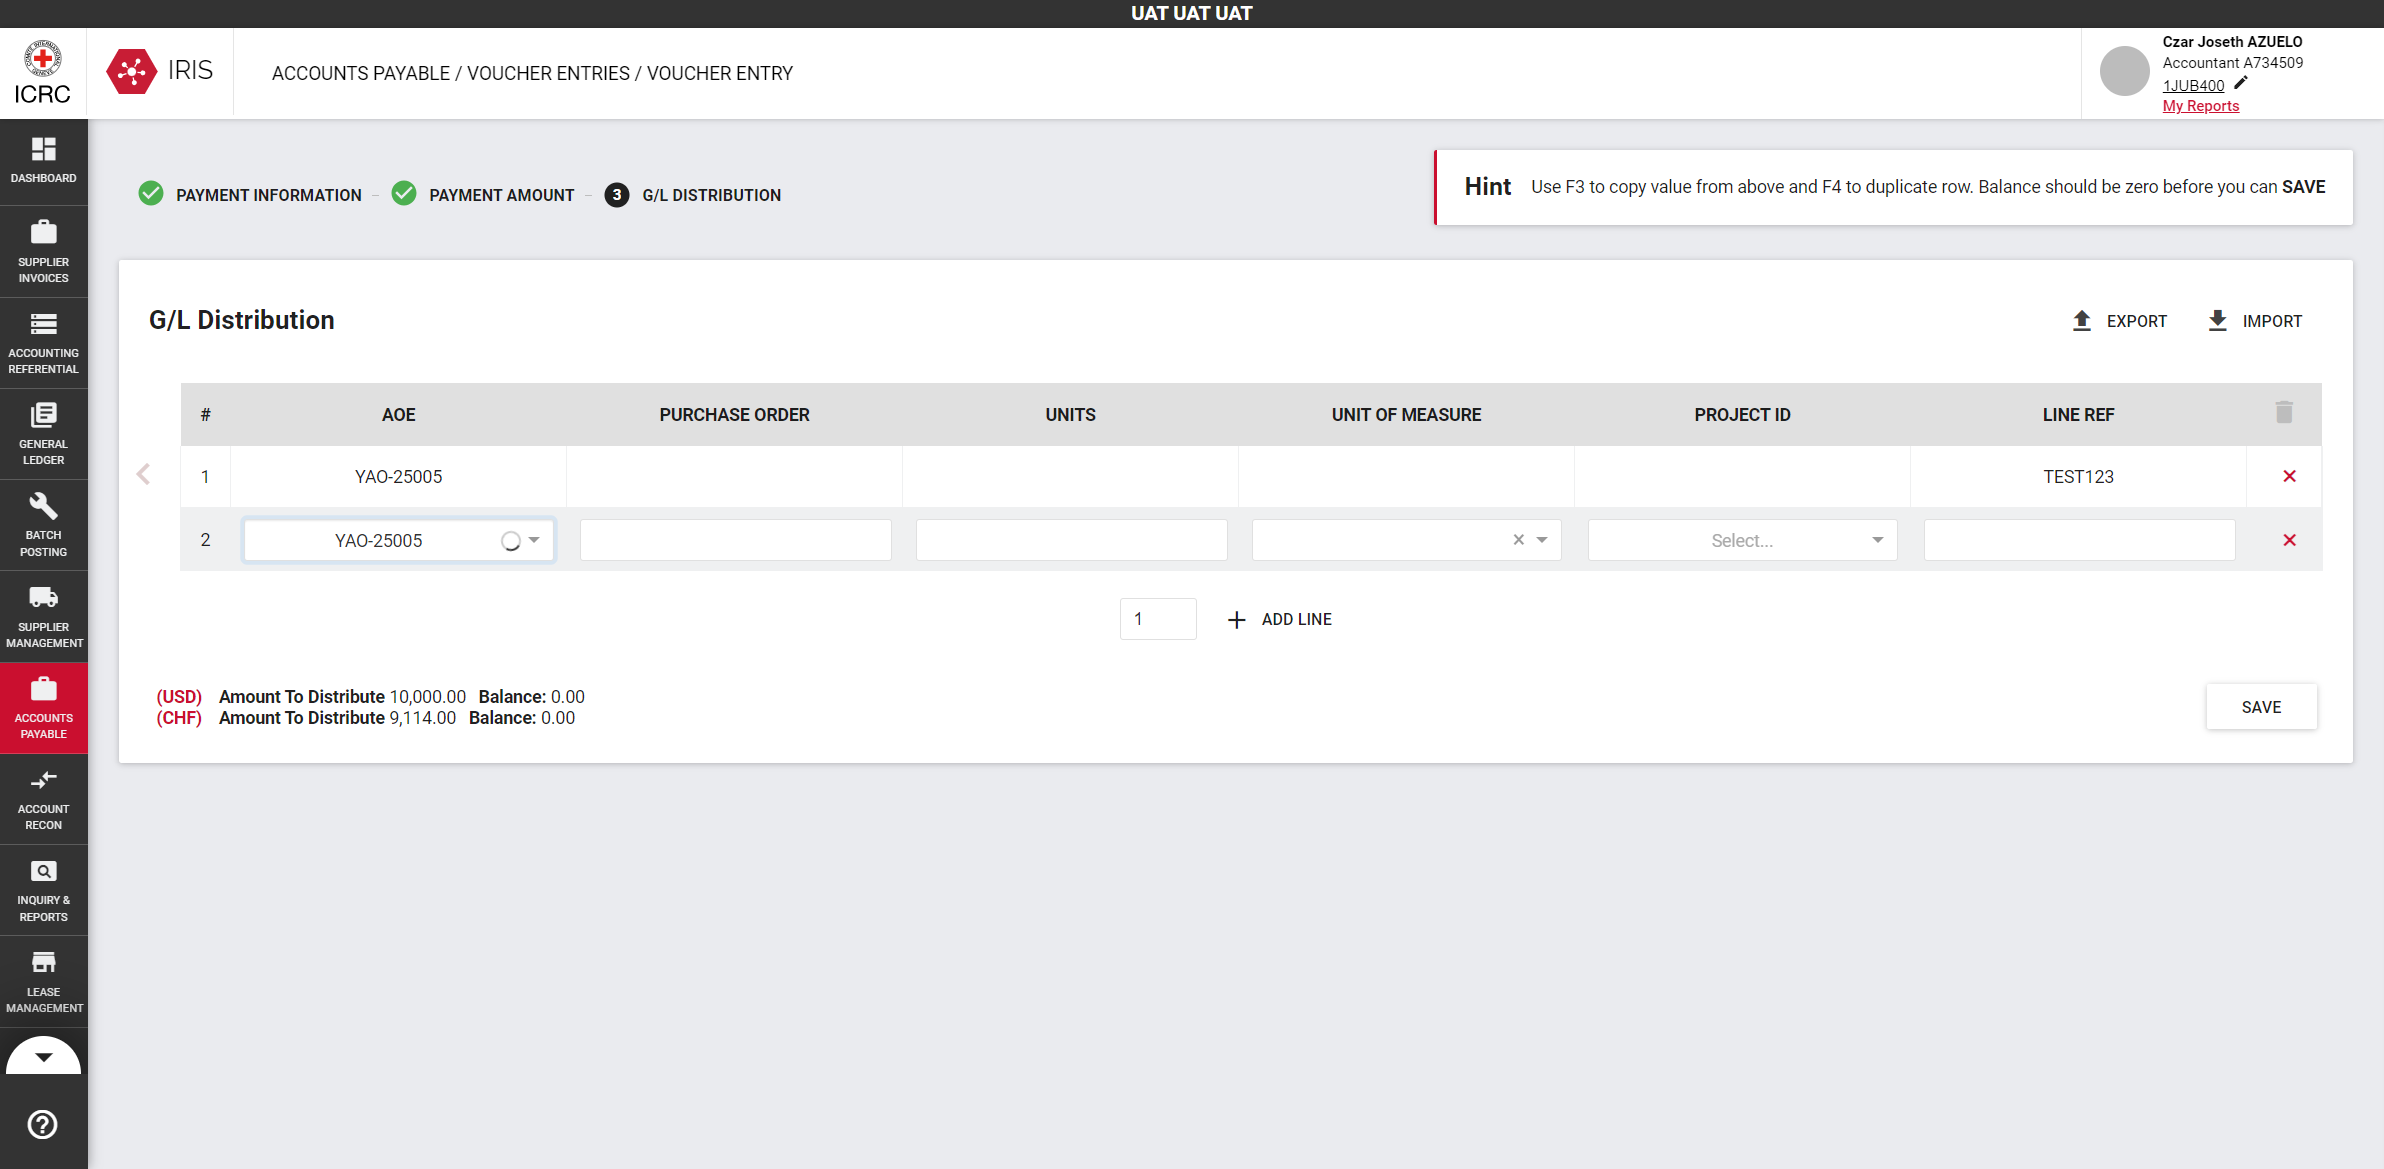 UAT UAT UAT
ICRC
IRIS
ACCOUNTS PAYABLE / VOUCHER ENTRIES / VOUCHER ENTRY
Czar Joseth AZUELO
Accountant A734509
1JUB400
My Reports
DASHBOARD
SUPPLIER
INVOICES
ACCOUNTING
REFERENTIAL
GENERAL
LEDGER
BATCH
POSTING
SUPPLIER
MANAGEMENT
ACCOUNTS
PAYABLE
ACCOUNT
RECON
INQUIRY &
REPORTS
LEASE
MANAGEMENT
PAYMENT INFORMATION – PAYMENT AMOUNT – 3 G/L DISTRIBUTION
Hint Use F3 to copy value from above and F4 to duplicate row. Balance should be zero before you can SAVE
G/L Distribution
EXPORT IMPORT
# AOE PURCHASE ORDER UNITS UNIT OF MEASURE PROJECT ID LINE REF
1 YAO-25005 TEST123
2 YAO-25005 Select...
1 ADD LINE
(USD) Amount To Distribute 10,000.00 Balance: 0.00
(CHF) Amount To Distribute 9,114.00 Balance: 0.00
SAVE